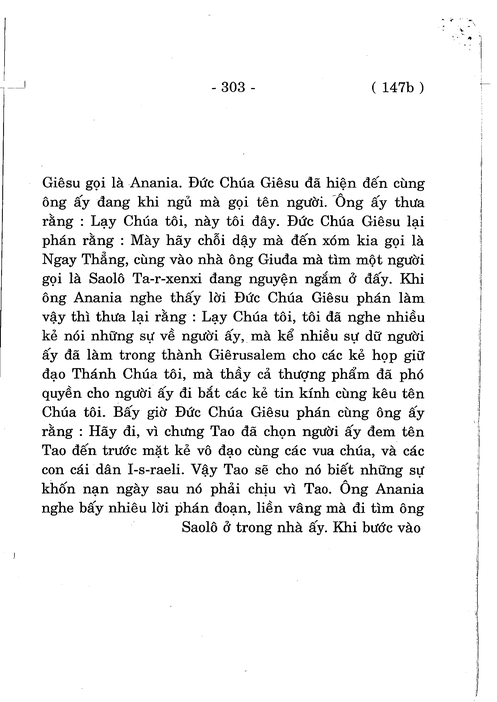 - 303 -
( 147b )
Giêsu gọi là Anania. Đức Chúa Giêsu đã hiện đến cùng
ông ấy đang khi ngủ mà gọi tên người. Ông ấy thưa
rằng : Lạy Chúa tôi, này tôi đây. Đức Chúa Giêsu lại
phán rằng : Mày hãy chỗi dậy mà đến xóm kia gọi là
Ngay Thẳng, cùng vào nhà ông Giuđa mà tìm một người
gọi là Saolô Ta-r-xenxi đang nguyện ngắm ở đấy. Khi
ông Anania nghe thấy lời Đức Chúa Giêsu phán làm
vậy thì thưa lại rằng : Lạy Chúa tôi, tôi đã nghe nhiều
kẻ nói những sự về người ấy, mà kể nhiều sự dữ người
ấy đã làm trong thành Giêrusalem cho các kẻ họp giữ
đạo Thánh Chúa tôi, mà thầy cả thượng phẩm đã phó
quyền cho người ấy đi bắt các kẻ tin kính cùng kêu tên
Chúa tôi. Bấy giờ Đức Chúa Giêsu phán cùng ông ấy
rằng : Hãy đi, vì chưng Tao đã chọn người ấy đem tên
Tao đến trước mặt kẻ vô đạo cùng các vua chúa, và các
con cái dân I-s-raeli. Vậy Tao sẽ cho nó biết những sự
khốn nạn ngày sau nó phải chịu vì Tao. Ông Anania
nghe bấy nhiêu lời phán đoạn, liền vâng mà đi tìm ông
Saolô ở trong nhà ấy. Khi bước vào